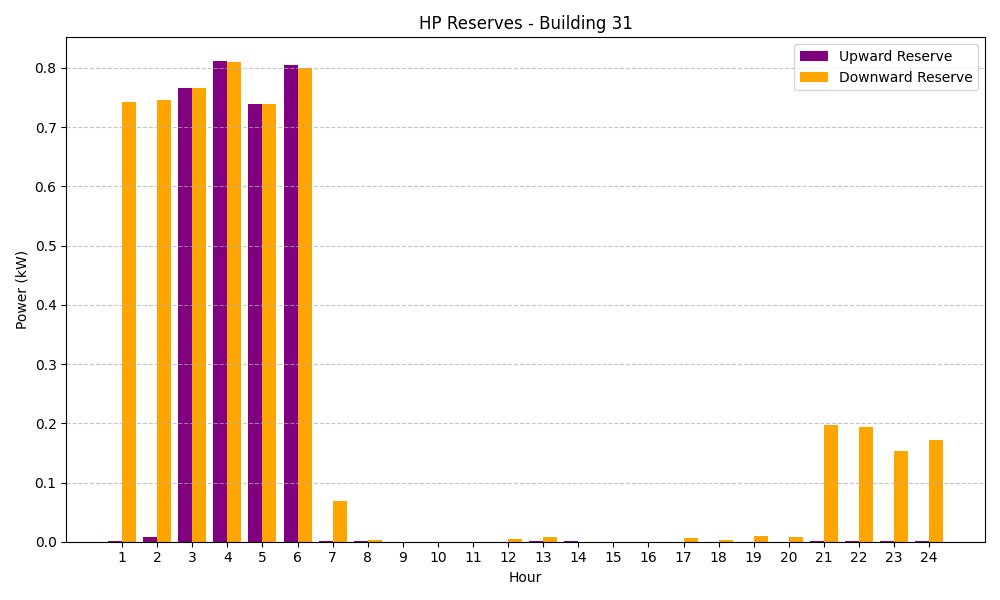 HP Reserves - Building 31
Upward Reserve
Downward Reserve
Power (kW)
0.8
0.7
0.6
0.5
0.4
0.3
0.2
0.1
0.0
1 2 3 4 5 6 7 8 9 10 11 12 13 14 15 16 17 18 19 20 21 22 23 24
Hour